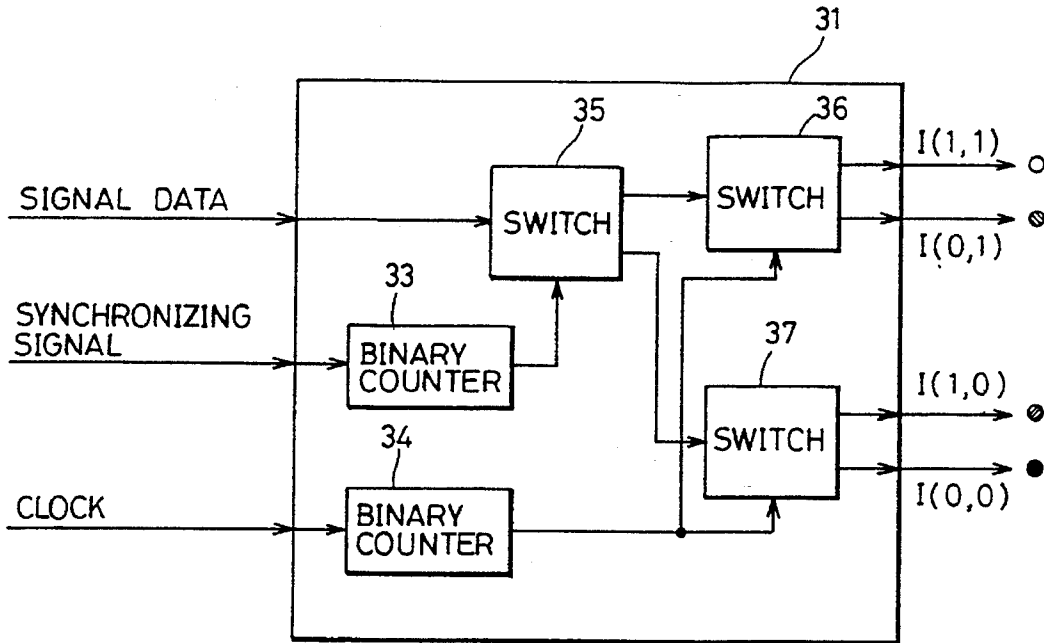 31
35
36
I(1,1)
SIGNAL DATA
SWITCH
SWITCH
I(0,1)
33
SYNCHRONIZING
SIGNAL
BINARY
COUNTER
37
I(1,0)
34
SWITCH
CLOCK
BINARY
COUNTER
I(0,0)